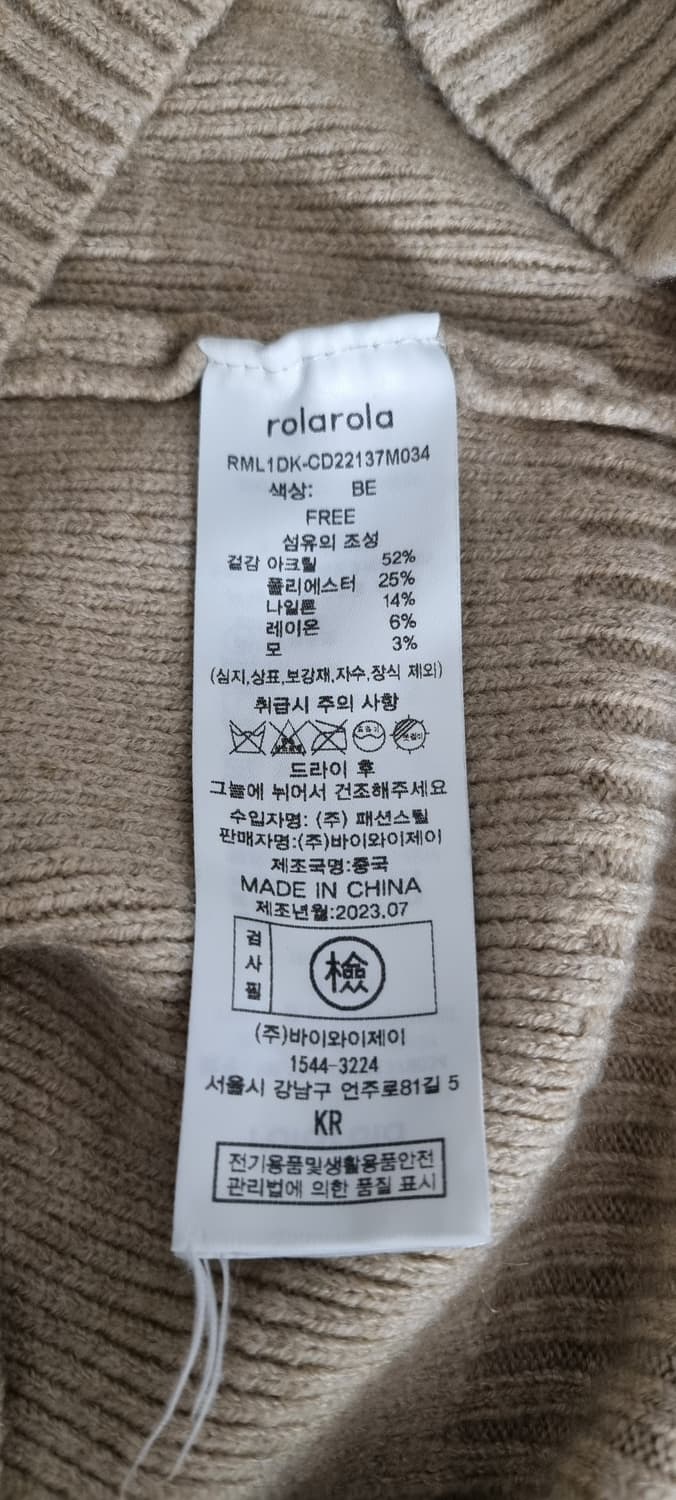 rolarola
RML1DK-CD22137M034
색상: BE
FREE
섬유의 조성
겉감 아크릴 52%
폴리에스터 25%
나일론 14%
레이온 6%
모 3%
(심지,상표,보강재,자수,장식 제외)
취급시 주의 사항
드라이 후
그늘에 뉘어서 건조해주세요
수입자명: (주) 패션스틸
판매자명:(주)바이와이제이
제조국명:중국
MADE IN CHINA
제조년월:2023.07
검사필
檢
(주)바이와이제이
1544-3224
서울시 강남구 언주로81길 5
KR
전기용품및생활용품안전
관리법에 의한 품질 표시